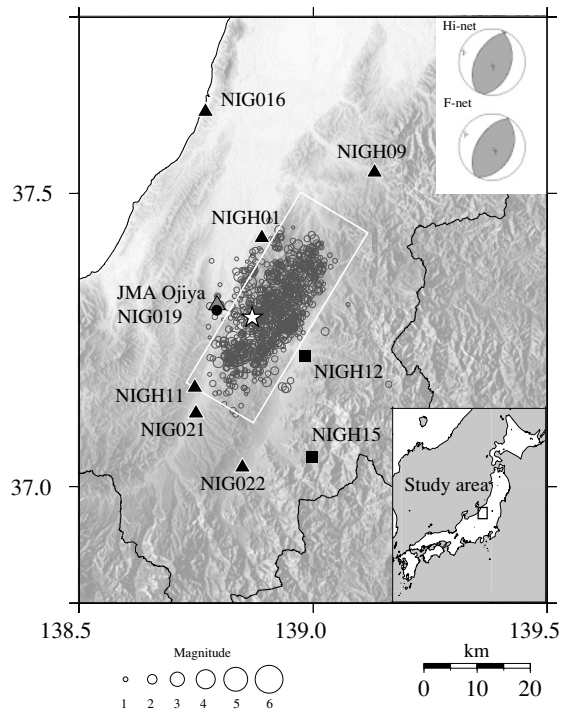 Hi-net
F-net
NIG016
NIGH09
37.5
NIGH01
JMA Ojiya
NIG019
NIGH12
NIGH11
NIG021
NIGH15
NIG022
37.0
Study area
138.5
139.0
139.5
Magnitude
1 2 3 4 5 6
km
0 10 20